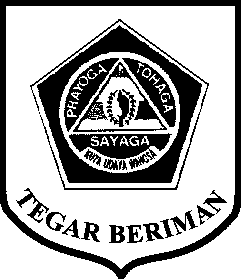 PRAYOGA TOHAGA
SAYAGA
KUTA UDAYA WANGSA
TEGAR BERIMAN